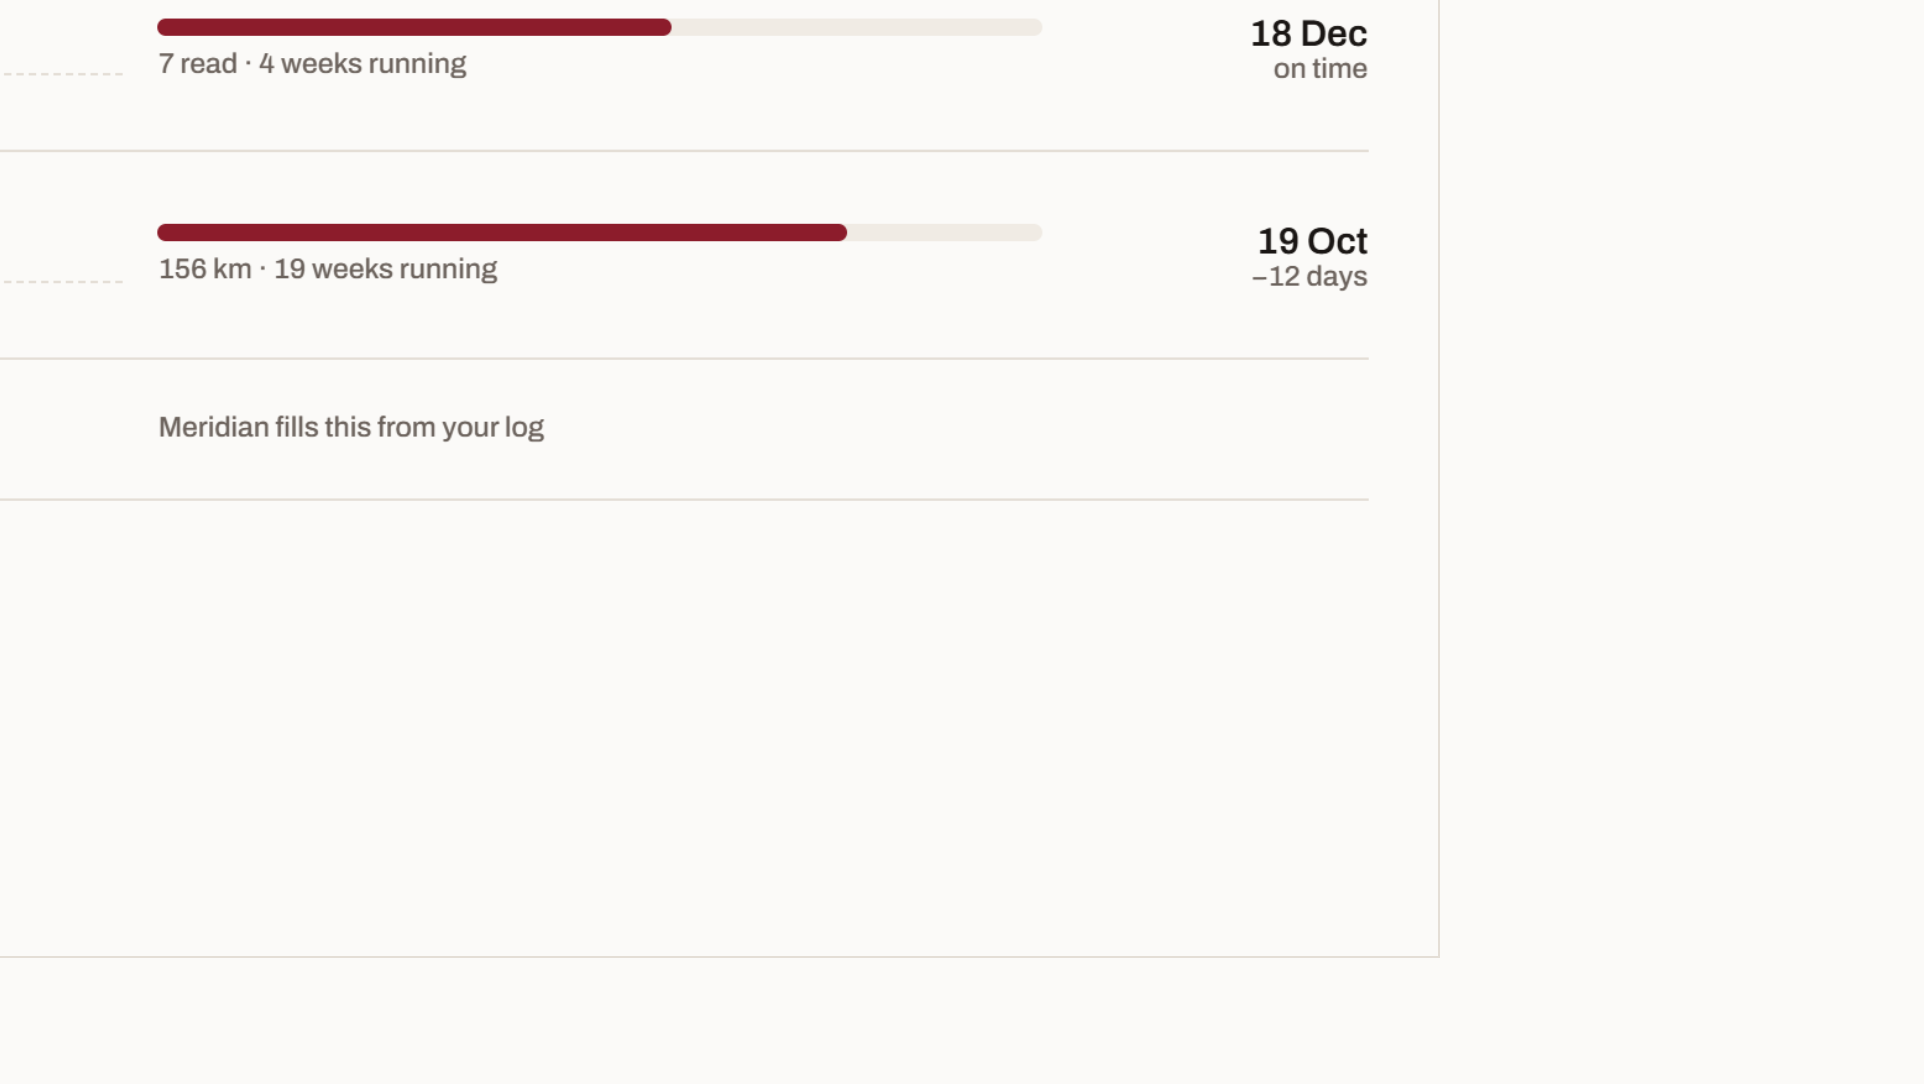 7 read · 4 weeks running
18 Dec
on time
156 km · 19 weeks running
19 Oct
–12 days
Meridian fills this from your log